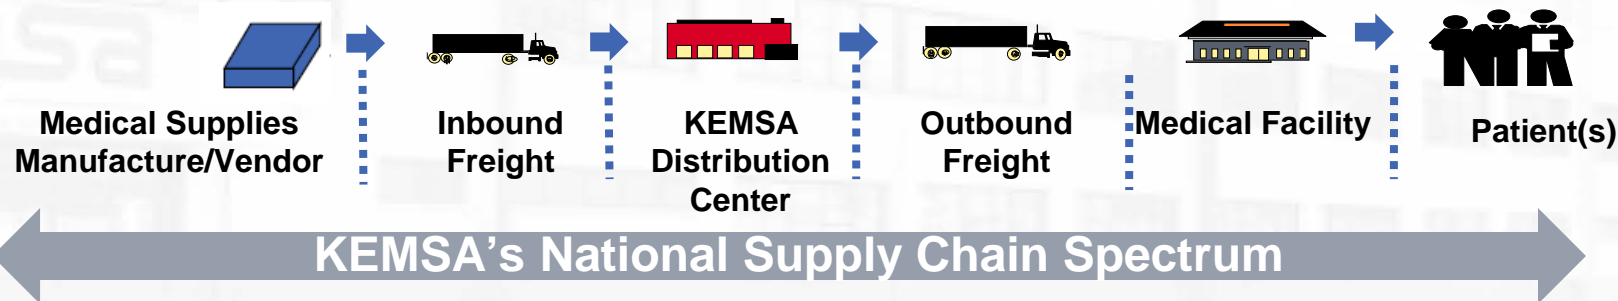 Medical Supplies
Manufacture/Vendor
Inbound
Freight
KEMSA
Distribution
Center
Outbound
Freight
Medical Facility
Patient(s)
KEMSA's National Supply Chain Spectrum